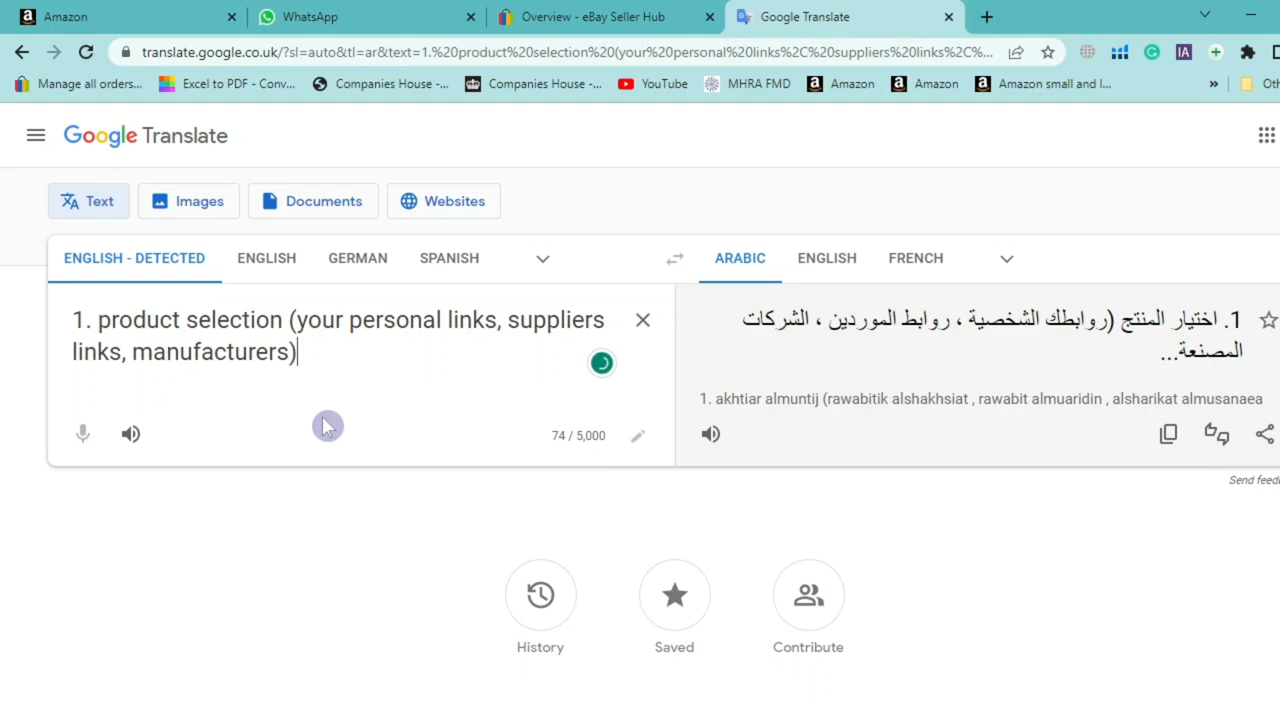 Amazon
WhatsApp
Overview - eBay Seller Hub
Google Translate
translate.google.co.uk/?sl=auto&tl=ar&text=1.%20product%20selection%20(your%20personal%20links%2C%20suppliers%20links%2C%...
Manage all orders...
Excel to PDF - Conv...
Companies House -...
Companies House -...
YouTube
MHRA FMD
Amazon
Amazon
Amazon small and l...
»
Oth
Google Translate
Text
Images
Documents
Websites
ENGLISH - DETECTED
ENGLISH
GERMAN
SPANISH
ARABIC
ENGLISH
FRENCH
1. product selection (your personal links, suppliers
links, manufacturers)
74 / 5,000
1. اختيار المنتج (روابطك الشخصية ، روابط الموردين ، الشركات
المصنعة...
1. akhtiar almuntij (rawabitik alshakhsiat , rawabit almuaridin , alsharikat almusanaea
Send feed
History
Saved
Contribute